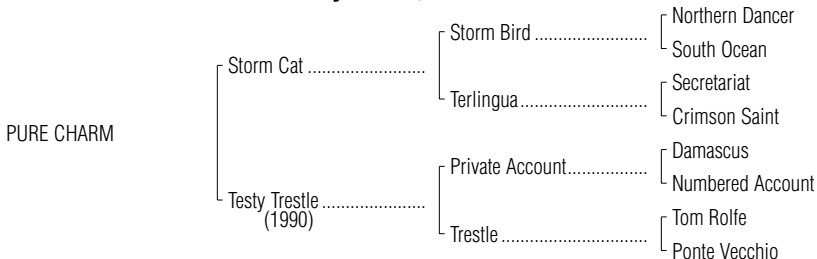 Northern Dancer
Storm Bird ........................
South Ocean
Storm Cat .........................
Secretariat
Terlingua...........................
Crimson Saint
PURE CHARM
Damascus
Private Account.................
Numbered Account
Testy Trestle ......................
(1990)
Tom Rolfe
Trestle ...............................
Ponte Vecchio